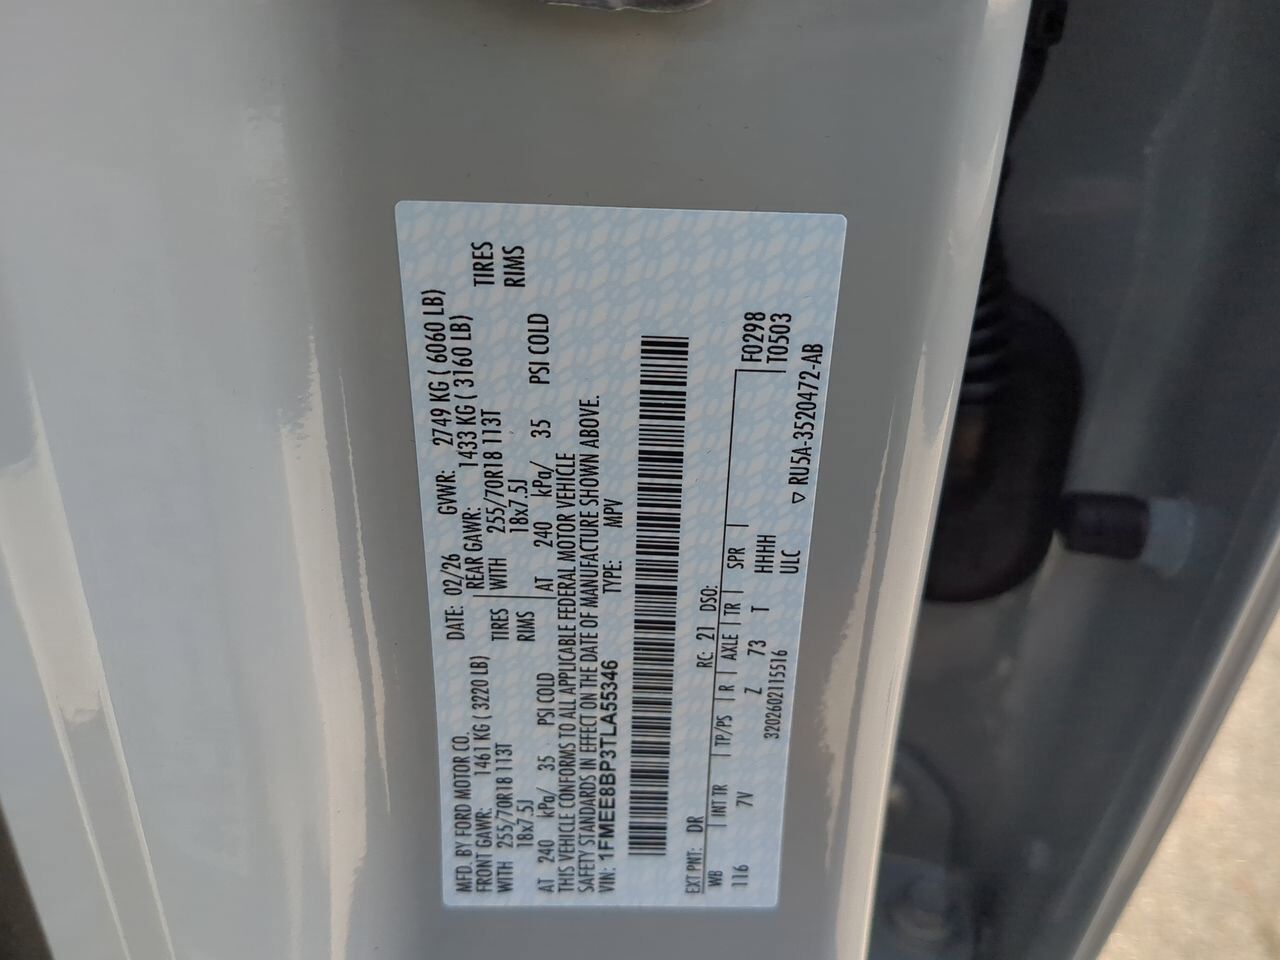 MFD. BY FORD MOTOR CO. DATE: 02/26 GVWR: 2749 KG ( 6060 LB)
FRONT GAWR: 1461 KG ( 3220 LB) REAR GAWR: 1433 KG ( 3160 LB)
WITH 255/70R18 113T TIRES WITH 255/70R18 113T TIRES
18x7.5J RIMS 18x7.5J RIMS
AT 240 kPa/ 35 PSI COLD AT 240 kPa/ 35 PSI COLD
THIS VEHICLE CONFORMS TO ALL APPLICABLE FEDERAL MOTOR VEHICLE
SAFETY STANDARDS IN EFFECT ON THE DATE OF MANUFACTURE SHOWN ABOVE.
VIN: 1FMEE8BP3TLA55346 TYPE: MPV
EXT PNT: DR RC: 21 DSO:
WB INT TR TP/PS R AXLE TR SPR F0298
116 7V Z 73 T HHHH T0503
3202602115516 ULC
▽ RU5A-3520472-AB